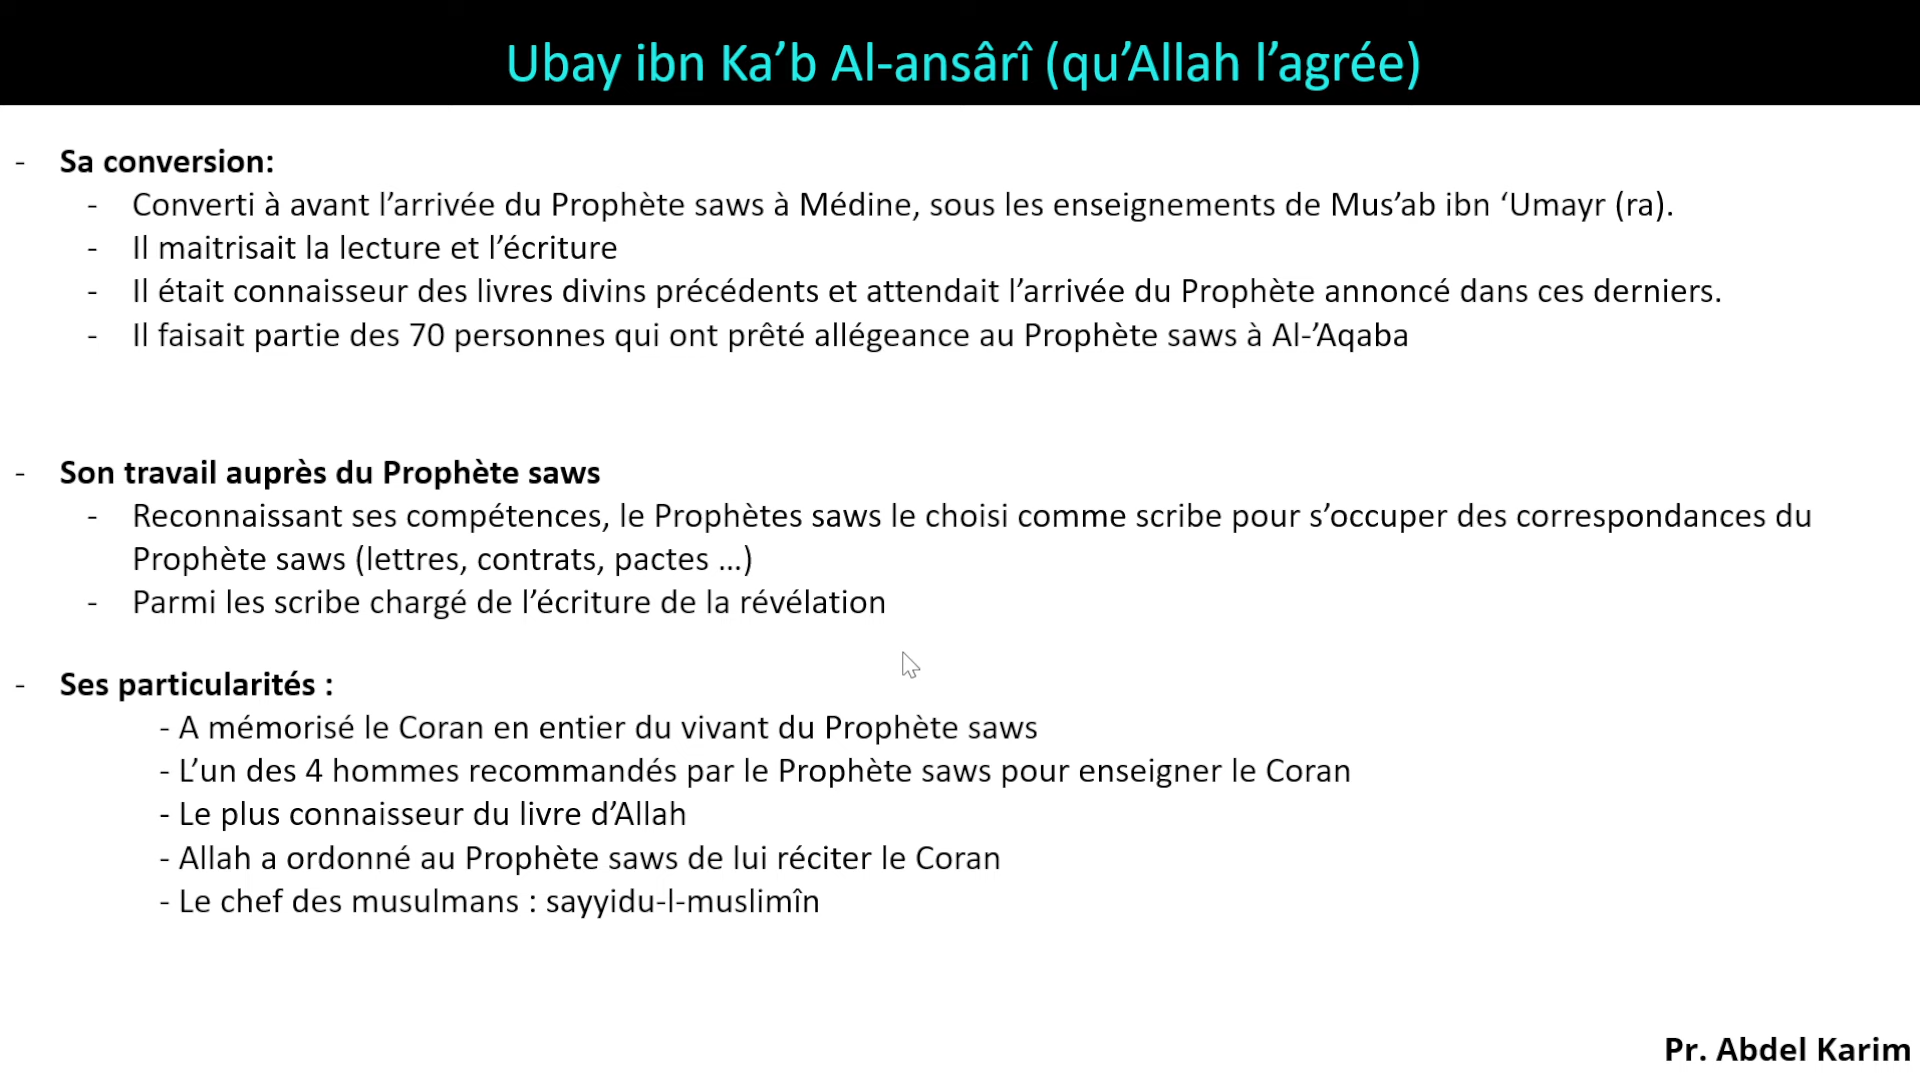 Ubay ibn Ka’b Al-ansârî (qu’Allah l’agrée)
- Sa conversion:
- Converti à avant l’arrivée du Prophète saws à Médine, sous les enseignements de Mus’ab ibn ‘Umayr (ra).
- Il maitrisait la lecture et l’écriture
- Il était connaisseur des livres divins précédents et attendait l’arrivée du Prophète annoncé dans ces derniers.
- Il faisait partie des 70 personnes qui ont prêté allégeance au Prophète saws à Al-’Aqaba
- Son travail auprès du Prophète saws
- Reconnaissant ses compétences, le Prophètes saws le choisi comme scribe pour s’occuper des correspondances du
Prophète saws (lettres, contrats, pactes …)
- Parmi les scribe chargé de l’écriture de la révélation
- Ses particularités :
- A mémorisé le Coran en entier du vivant du Prophète saws
- L’un des 4 hommes recommandés par le Prophète saws pour enseigner le Coran
- Le plus connaisseur du livre d’Allah
- Allah a ordonné au Prophète saws de lui réciter le Coran
- Le chef des musulmans : sayyidu-l-muslimîn
Pr. Abdel Karim